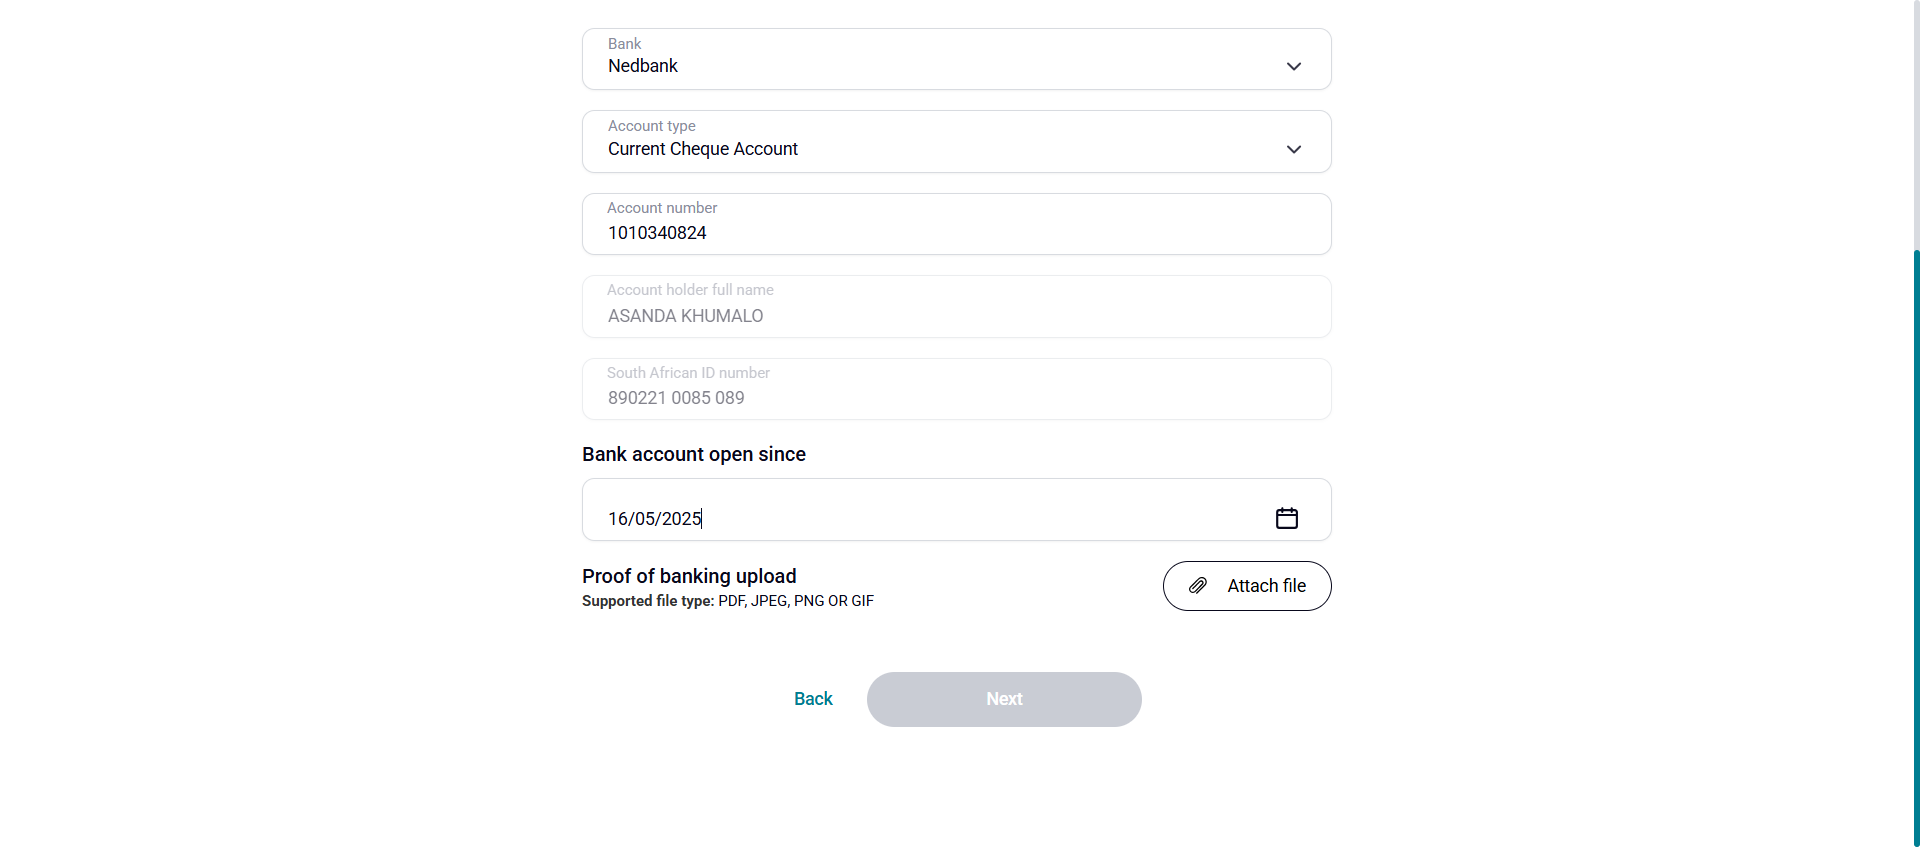 Bank
Nedbank
Account type
Current Cheque Account
Account number
1010340824
Account holder full name
ASANDA KHUMALO
South African ID number
890221 0085 089
Bank account open since
16/05/2025
Proof of banking upload
Attach file
Supported file type: PDF, JPEG, PNG OR GIF
Back
Next